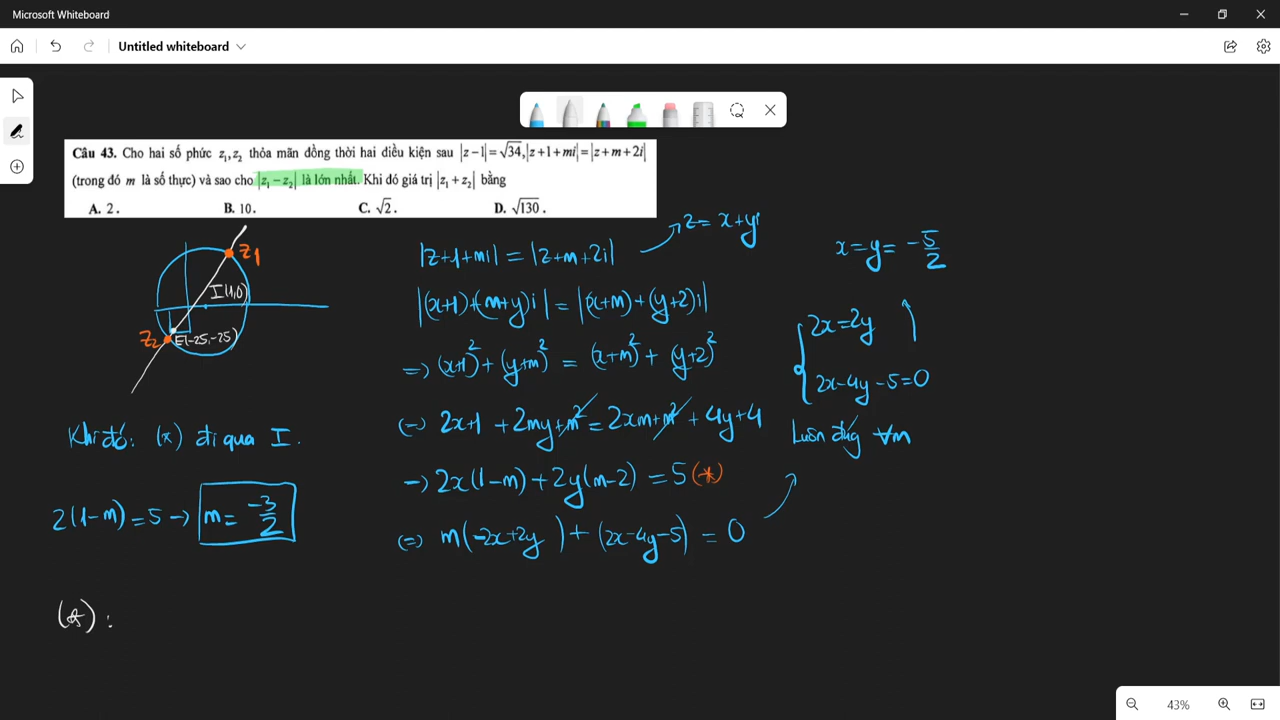 Microsoft Whiteboard
Untitled whiteboard
Câu 43. Cho hai số phức z₁,z₂ thỏa mãn đồng thời hai điều kiện sau |z−1|=√34,|z+1+mi|=|z+m+2i|
(trong đó m là số thực) và sao cho |z₁−z₂| là lớn nhất. Khi đó giá trị |z₁+z₂| bằng
A. 2. B. 10. C. √2. D. √130.
z1
I(1,0)
z2
E(-2.5,-2.5)
Khi đó: (*) đi qua I.
2(1-m)=5 → m= -3/2
(*):
|z+1+mi| = |z+m+2i|
z= x+yi
|(x+1)+(m+y)i| = |(x+m)+(y+2)i|
=> (x+1)² + (y+m)² = (x+m)² + (y+2)²
(-) 2x+1 +2my+m² = 2xm+m² + 4y+4
→ 2x(1-m) + 2y(m-2) = 5 (*)
(=) m(-2x+2y) + (2x-4y-5) = 0
x=y= -5/2
2x=2y
2x-4y-5=0
Luôn đúng ∀m
43%